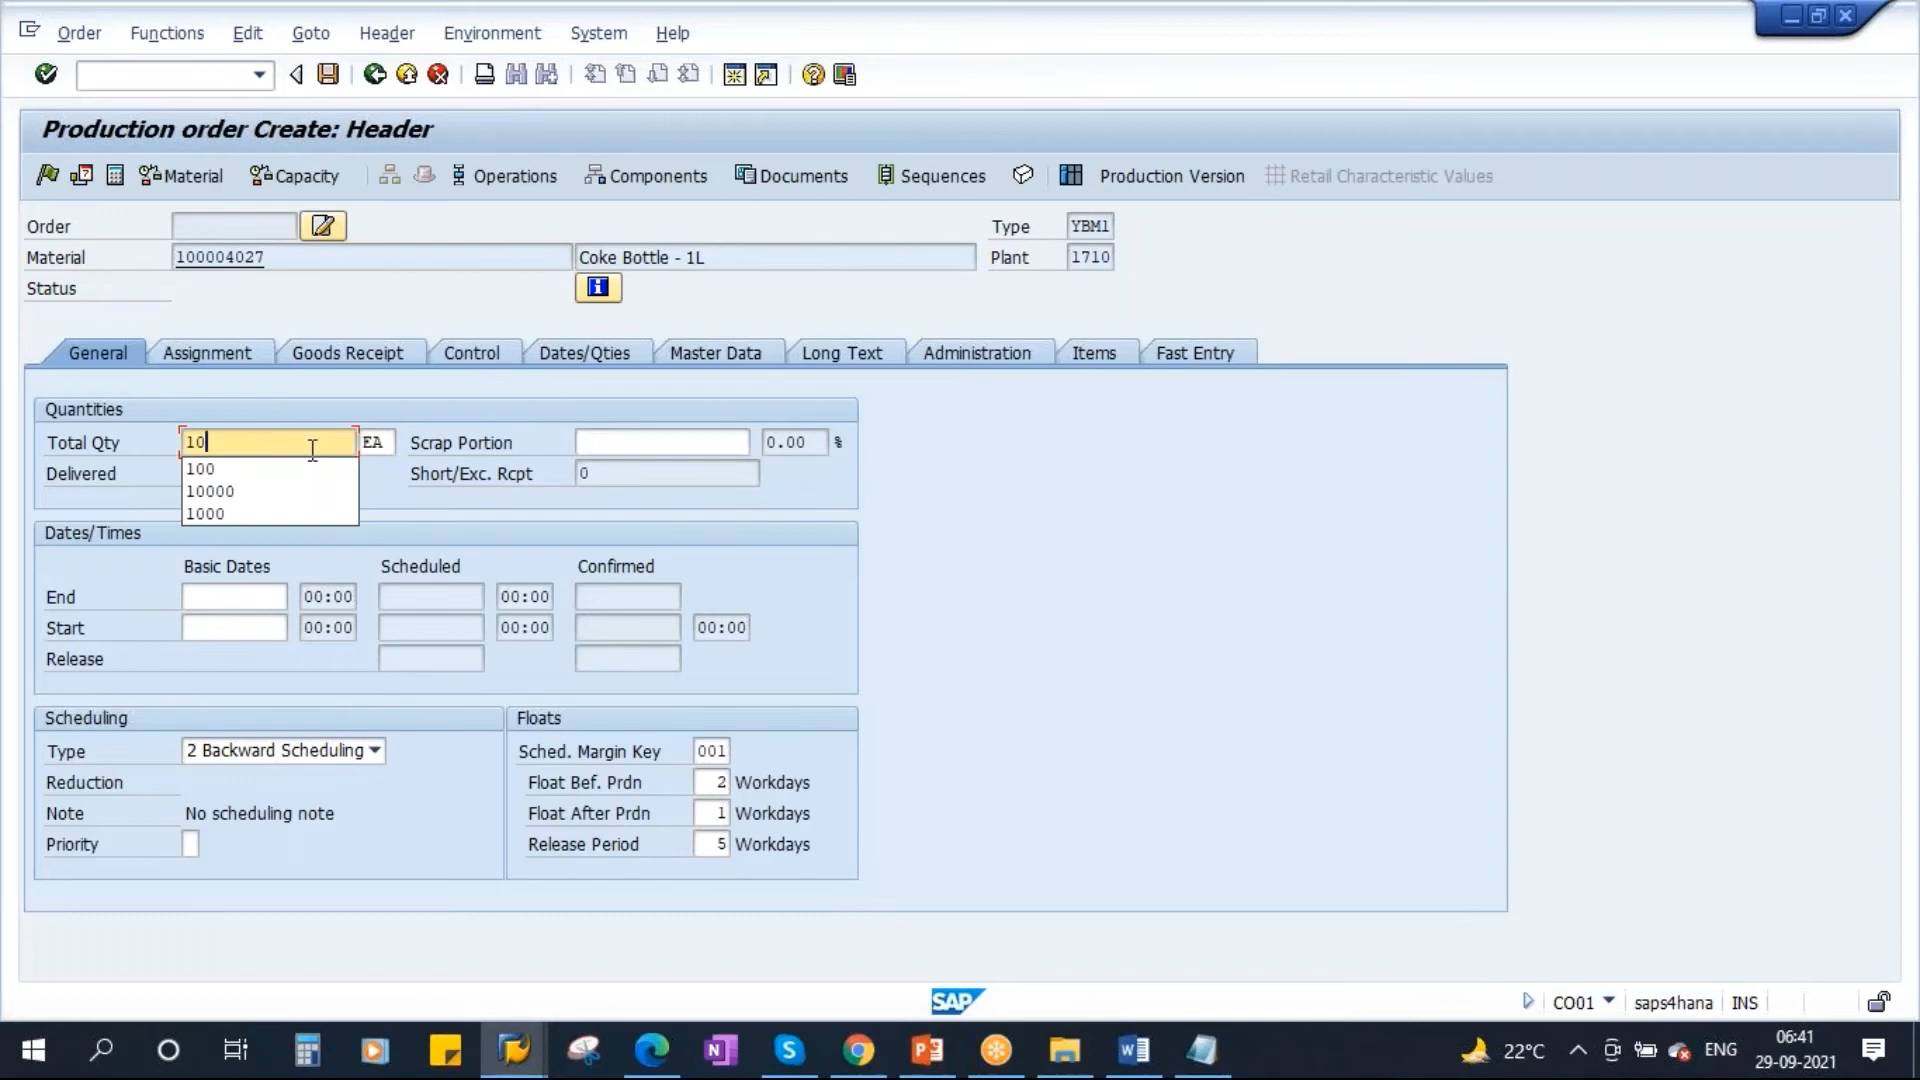 Order Functions Edit Goto Header Environment System Help
Production order Create: Header
Material Capacity Operations Components Documents Sequences Production Version Retail Characteristic Values
Order Type YBM1
Material 100004027 Coke Bottle - 1L Plant 1710
Status
General Assignment Goods Receipt Control Dates/Qties Master Data Long Text Administration Items Fast Entry
Quantities
Total Qty 10 EA Scrap Portion 0.00 %
Delivered 100 Short/Exc. Rcpt 0
10000
1000
Dates/Times
Basic Dates Scheduled Confirmed
End 00:00 00:00
Start 00:00 00:00 00:00
Release
Scheduling Floats
Type 2 Backward Scheduling Sched. Margin Key 001
Reduction Float Bef. Prdn 2 Workdays
Note No scheduling note Float After Prdn 1 Workdays
Priority Release Period 5 Workdays
SAP CO01 saps4hana INS
22°C ENG 06:41
29-09-2021